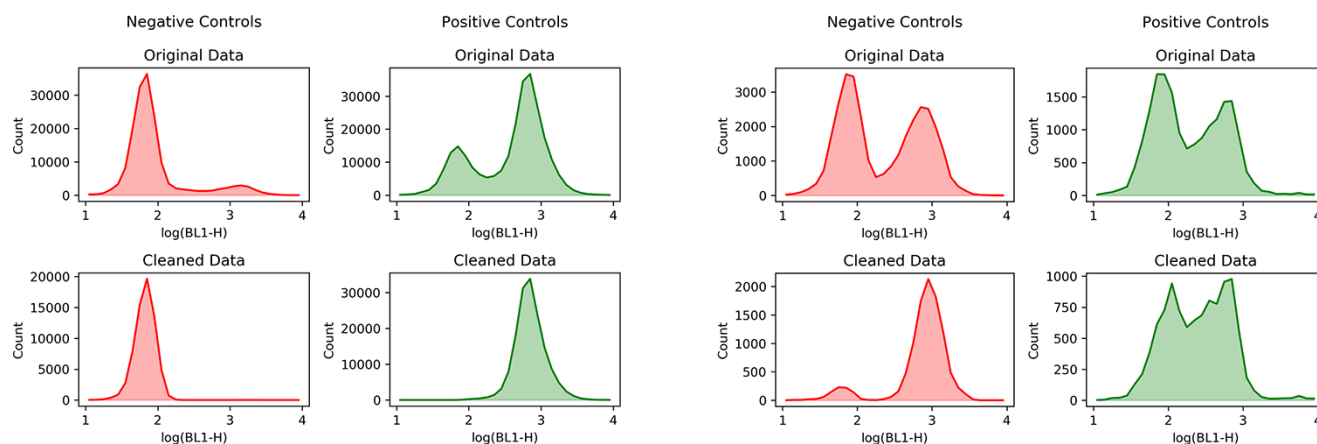 Negative Controls
Positive Controls
Negative Controls
Positive Controls
Original Data
Original Data
Original Data
Original Data
Count
30000
20000
10000
0
1 2 3 4
log(BL1-H)
Count
30000
20000
10000
0
1 2 3 4
log(BL1-H)
Count
3000
2000
1000
0
1 2 3 4
log(BL1-H)
Count
1500
1000
500
0
1 2 3 4
log(BL1-H)
Cleaned Data
Cleaned Data
Cleaned Data
Cleaned Data
Count
20000
15000
10000
5000
0
1 2 3 4
log(BL1-H)
Count
30000
20000
10000
0
1 2 3 4
log(BL1-H)
Count
2000
1500
1000
500
0
1 2 3 4
log(BL1-H)
Count
1000
750
500
250
0
1 2 3 4
log(BL1-H)